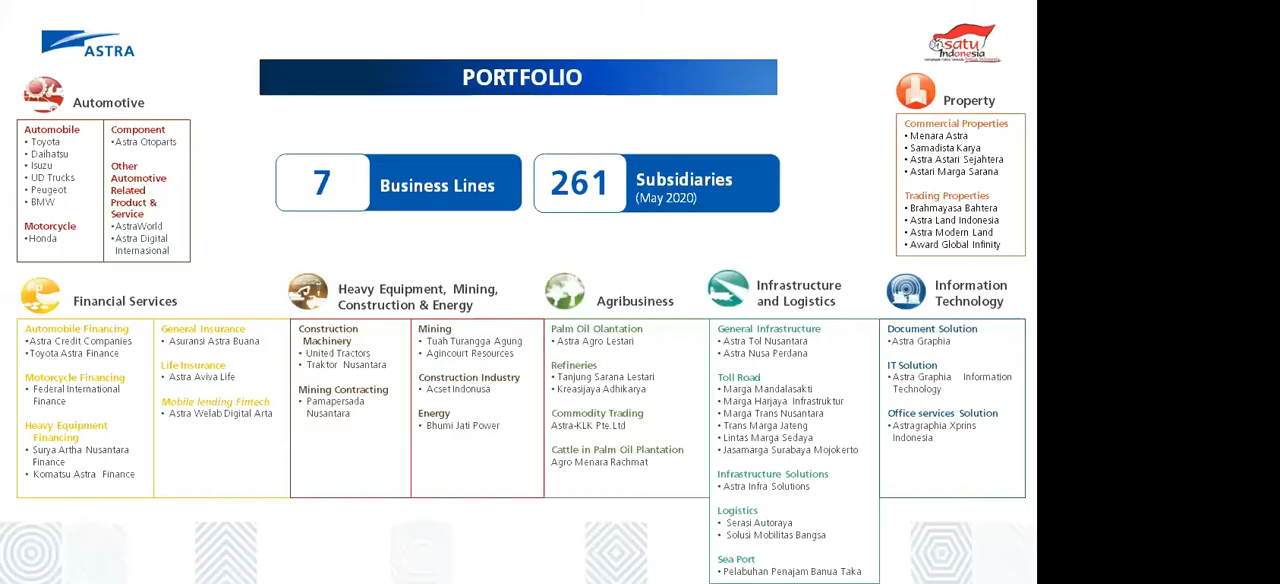 ASTRA
satu
Indonesia
PORTFOLIO
Automotive
Automobile
• Toyota
• Daihatsu
• Isuzu
• UD Trucks
• Peugeot
• BMW
Motorcycle
•Honda
Component
•Astra Otoparts
Other
Automotive
Related
Product &
Service
•AstraWorld
•Astra Digital
Internasional
7
Business Lines
261
Subsidiaries
(May 2020)
Property
Commercial Properties
• Menara Astra
• Samadista Karya
• Astra Astari Sejahtera
• Astari Marga Sarana
Trading Properties
• Brahmayasa Bahtera
• Astra Land Indonesia
• Astra Modern Land
• Award Global Infinity
Financial Services
Automobile Financing
•Astra Credit Companies
•Toyota Astra Finance
Motorcycle Financing
• Federal International
Finance
Heavy Equipment
Financing
• Surya Artha Nusantara
Finance
• Komatsu Astra Finance
General Insurance
• Asuransi Astra Buana
Life Insurance
• Astra Aviva Life
Mobile lending Fintech
• Astra Welab Digital Arta
Heavy Equipment, Mining,
Construction & Energy
Construction
Machinery
• United Tractors
• Traktor Nusantara
Mining Contracting
• Pamapersada
Nusantara
Mining
• Tuah Turangga Agung
• Agincourt Resources
Construction Industry
• Acset Indonusa
Energy
• Bhumi Jati Power
Agribusiness
Palm Oil Olantation
• Astra Agro Lestari
Refineries
• Tanjung Sarana Lestari
• Kreasijaya Adhikarya
Commodity Trading
Astra-KLK Pte.Ltd
Cattle in Palm Oil Plantation
Agro Menara Rachmat
Infrastructure
and Logistics
General Infrastructure
• Astra Tol Nusantara
• Astra Nusa Perdana
Toll Road
• Marga Mandalasakti
• Marga Harjaya Infrastruktur
• Marga Trans Nusantara
• Trans Marga Jateng
• Lintas Marga Sedaya
• Jasamarga Surabaya Mojokerto
Infrastructure Solutions
• Astra Infra Solutions
Logistics
• Serasi Autoraya
• Solusi Mobilitas Bangsa
Sea Port
• Pelabuhan Penajam Banua Taka
Information
Technology
Document Solution
•Astra Graphia
IT Solution
•Astra Graphia Information
Technology
Office services Solution
•Astragraphia Xprins
Indonesia